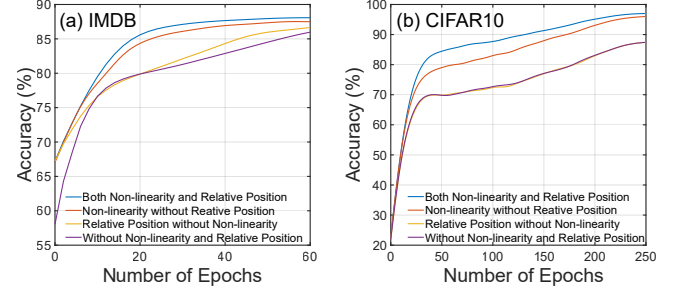 (a) IMDB
90
85
80
75
70
65
60
55
Accuracy (%)
Both Non-linearity and Relative Position
Non-linearity without Reative Position
Relative Position without Non-linearity
Without Non-linearity and Relative Position
0 20 40 60
Number of Epochs
(b) CIFAR10
100
90
80
70
60
50
40
30
20
Accuracy (%)
Both Non-linearity and Relative Position
Non-linearity without Reative Position
Relative Position without Non-linearity
Without Non-linearity and Relative Position
0 50 100 150 200 250
Number of Epochs